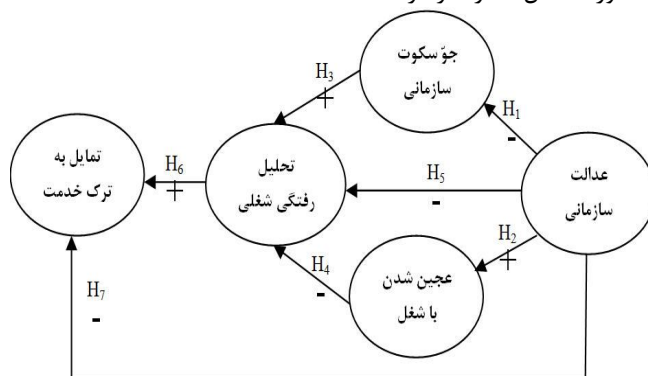 جوّ سکوت
سازمانی
H3
+
H1
-
تمایل به
ترک خدمت
H6
+
تحلیل
رفتگی شغلی
H5
-
عدالت
سازمانی
H2
+
H4
-
عجین شدن
با شغل
H7
-